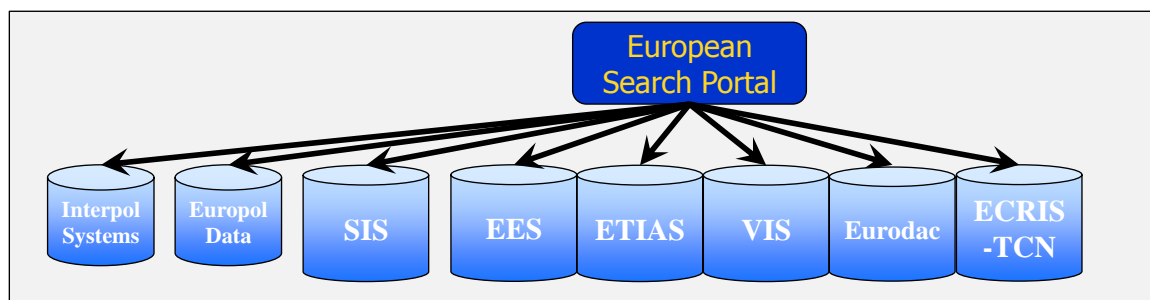 European
Search Portal
Interpol
Systems
Europol
Data
SIS
EES
ETIAS
VIS
Eurodac
ECRIS
-TCN